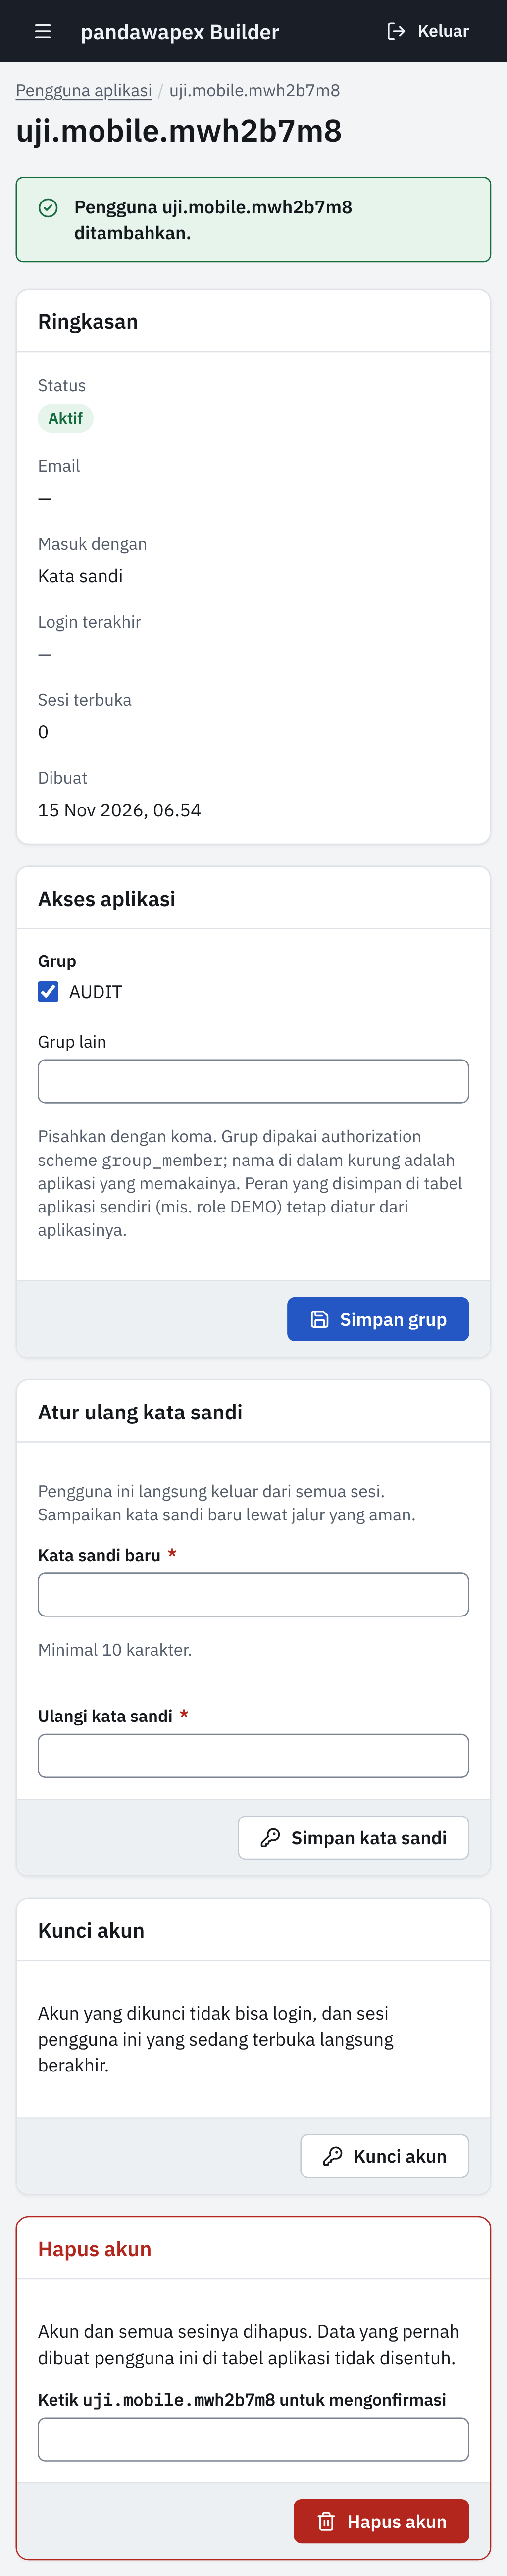 pandawapex Builder
Keluar
Pengguna aplikasi / uji.mobile.mwh2b7m8
uji.mobile.mwh2b7m8
Pengguna uji.mobile.mwh2b7m8
ditambahkan.
Ringkasan
Status
Aktif
Email
—
Masuk dengan
Kata sandi
Login terakhir
—
Sesi terbuka
0
Dibuat
15 Nov 2026, 06.54
Akses aplikasi
Grup
AUDIT
Grup lain
Pisahkan dengan koma. Grup dipakai authorization
scheme group_member; nama di dalam kurung adalah
aplikasi yang memakainya. Peran yang disimpan di tabel
aplikasi sendiri (mis. role DEMO) tetap diatur dari
aplikasinya.
Simpan grup
Atur ulang kata sandi
Pengguna ini langsung keluar dari semua sesi.
Sampaikan kata sandi baru lewat jalur yang aman.
Kata sandi baru *
Minimal 10 karakter.
Ulangi kata sandi *
Simpan kata sandi
Kunci akun
Akun yang dikunci tidak bisa login, dan sesi
pengguna ini yang sedang terbuka langsung
berakhir.
Kunci akun
Hapus akun
Akun dan semua sesinya dihapus. Data yang pernah
dibuat pengguna ini di tabel aplikasi tidak disentuh.
Ketik uji.mobile.mwh2b7m8 untuk mengonfirmasi
Hapus akun